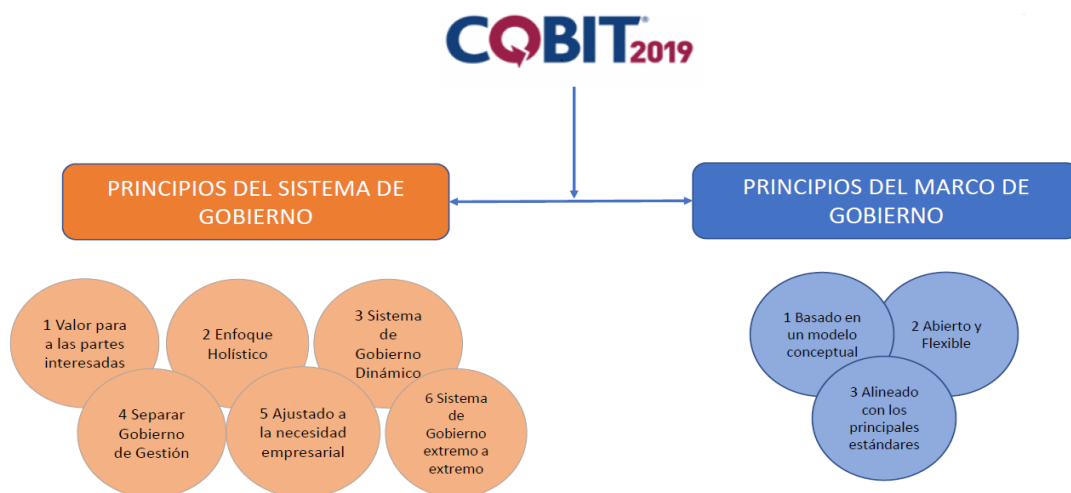 COBIT® 2019
PRINCIPIOS DEL SISTEMA DE
GOBIERNO
PRINCIPIOS DEL MARCO DE
GOBIERNO
1 Valor para
a las partes
interesadas
2 Enfoque
Holístico
3 Sistema
de
Gobierno
Dinámico
4 Separar
Gobierno
de Gestión
5 Ajustado a
la necesidad
empresarial
6 Sistema
de
Gobierno
extremo a
extremo
1 Basado en
un modelo
conceptual
2 Abierto y
Flexible
3 Alineado
con los
principales
estándares